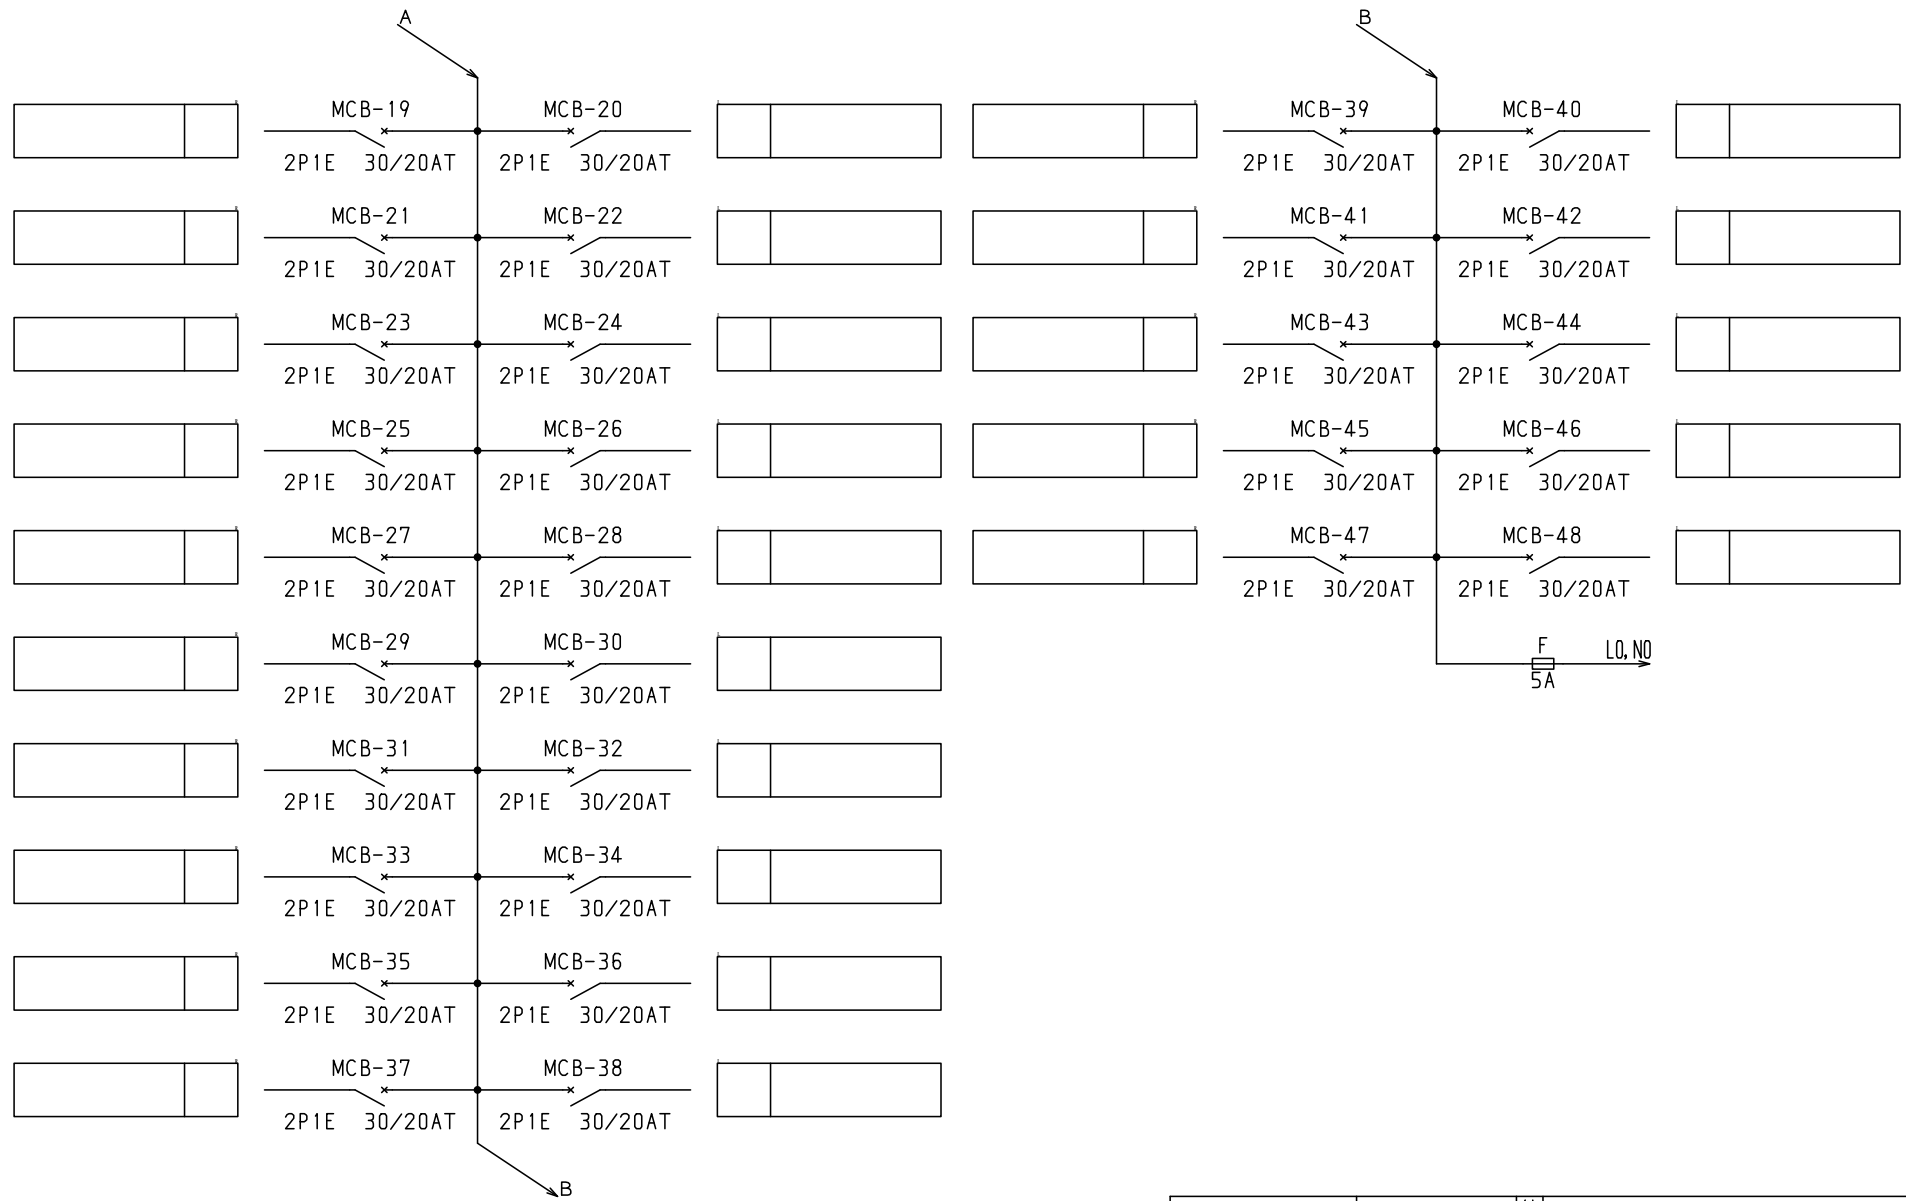 A
MCB-19 MCB-20
2P1E 30/20AT 2P1E 30/20AT
MCB-21 MCB-22
2P1E 30/20AT 2P1E 30/20AT
MCB-23 MCB-24
2P1E 30/20AT 2P1E 30/20AT
MCB-25 MCB-26
2P1E 30/20AT 2P1E 30/20AT
MCB-27 MCB-28
2P1E 30/20AT 2P1E 30/20AT
MCB-29 MCB-30
2P1E 30/20AT 2P1E 30/20AT
MCB-31 MCB-32
2P1E 30/20AT 2P1E 30/20AT
MCB-33 MCB-34
2P1E 30/20AT 2P1E 30/20AT
MCB-35 MCB-36
2P1E 30/20AT 2P1E 30/20AT
MCB-37 MCB-38
2P1E 30/20AT 2P1E 30/20AT
B
B
MCB-39 MCB-40
2P1E 30/20AT 2P1E 30/20AT
MCB-41 MCB-42
2P1E 30/20AT 2P1E 30/20AT
MCB-43 MCB-44
2P1E 30/20AT 2P1E 30/20AT
MCB-45 MCB-46
2P1E 30/20AT 2P1E 30/20AT
MCB-47 MCB-48
2P1E 30/20AT 2P1E 30/20AT
F L0,N0
5A